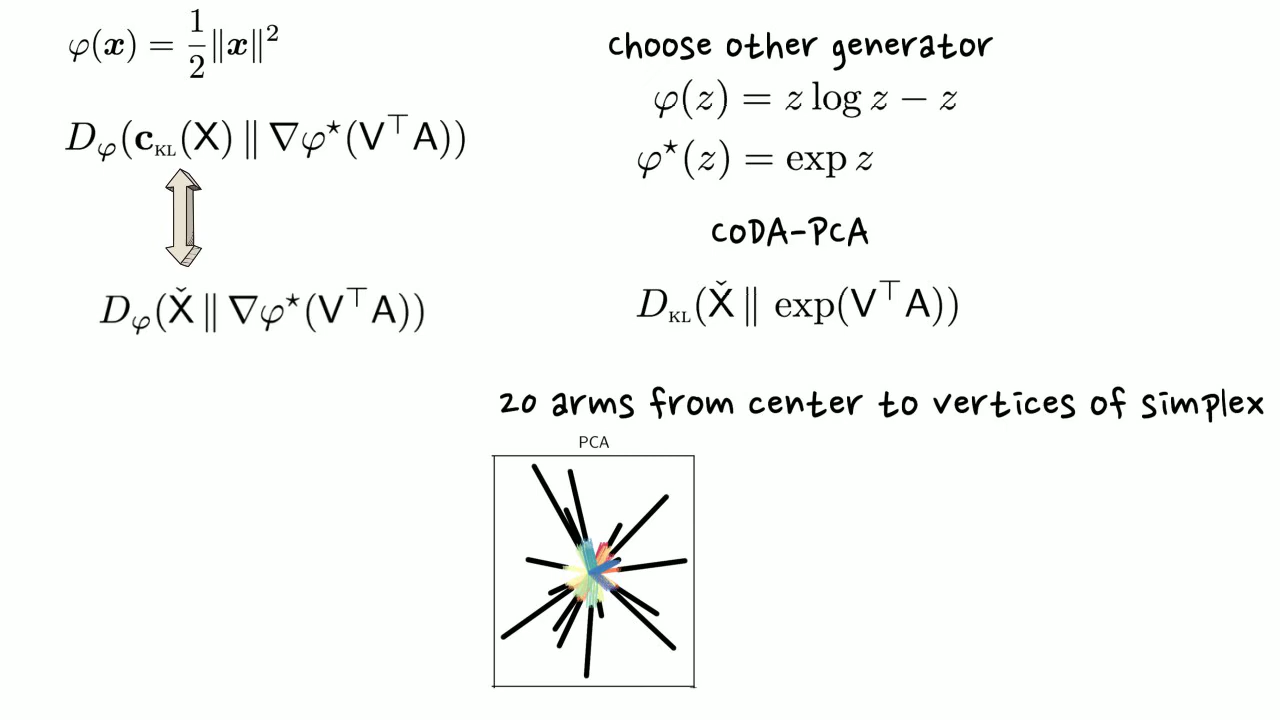 φ(𝒙) = 1/2 ‖𝒙‖²
D_φ(𝐜_KL(X) ‖ ∇φ*(V^⊤A))
D_φ(X̌ ‖ ∇φ*(V^⊤A))
choose other generator
φ(z) = z log z − z
φ*(z) = exp z
CODA-PCA
D_KL(X̌ ‖ exp(V^⊤A))
20 arms from center to vertices of simplex
PCA